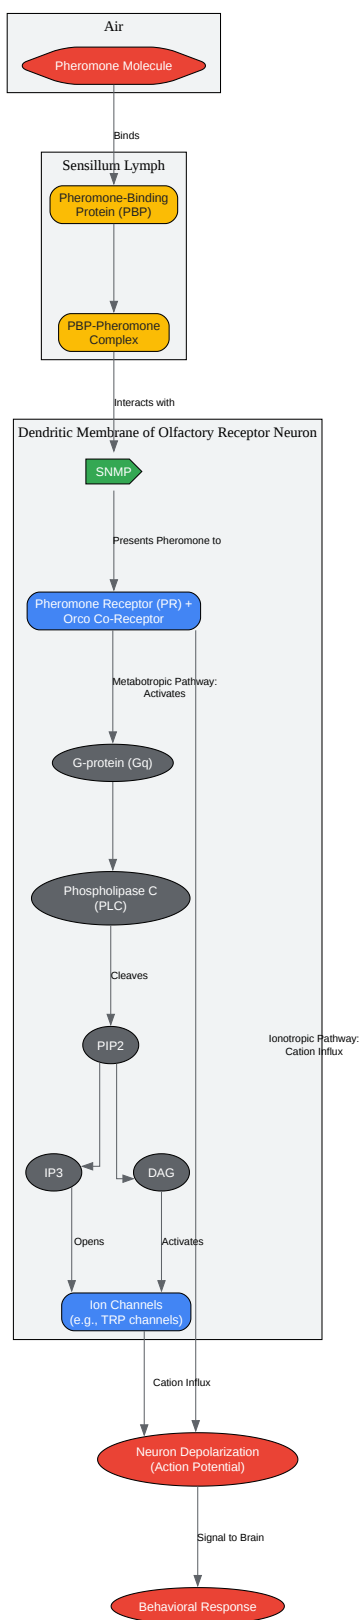 Air
Pheromone Molecule
Binds
Sensillum Lymph
Pheromone-Binding
Protein (PBP)
PBP-Pheromone
Complex
Interacts with
Dendritic Membrane of Olfactory Receptor Neuron
SNMP
Presents Pheromone to
Pheromone Receptor (PR) +
Orco Co-Receptor
Metabotropic Pathway:
Activates
G-protein (Gq)
Phospholipase C
(PLC)
Cleaves
PIP2
Ionotropic Pathway:
Cation Influx
IP3
DAG
Opens
Activates
Ion Channels
(e.g., TRP channels)
Cation Influx
Neuron Depolarization
(Action Potential)
Signal to Brain
Behavioral Response